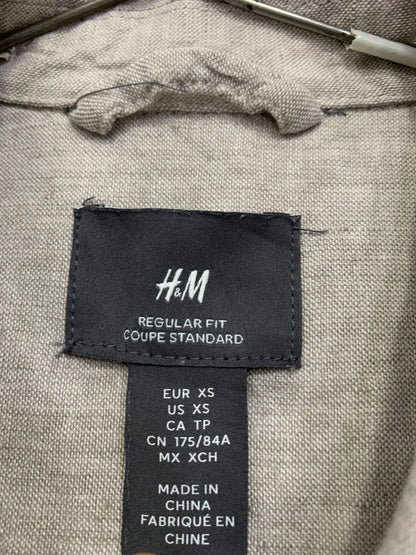 H&M
REGULAR FIT
COUPE STANDARD
EUR XS
US XS
CA TP
CN 175/84A
MX XCH
MADE IN
CHINA
FABRIQUÉ EN
CHINE